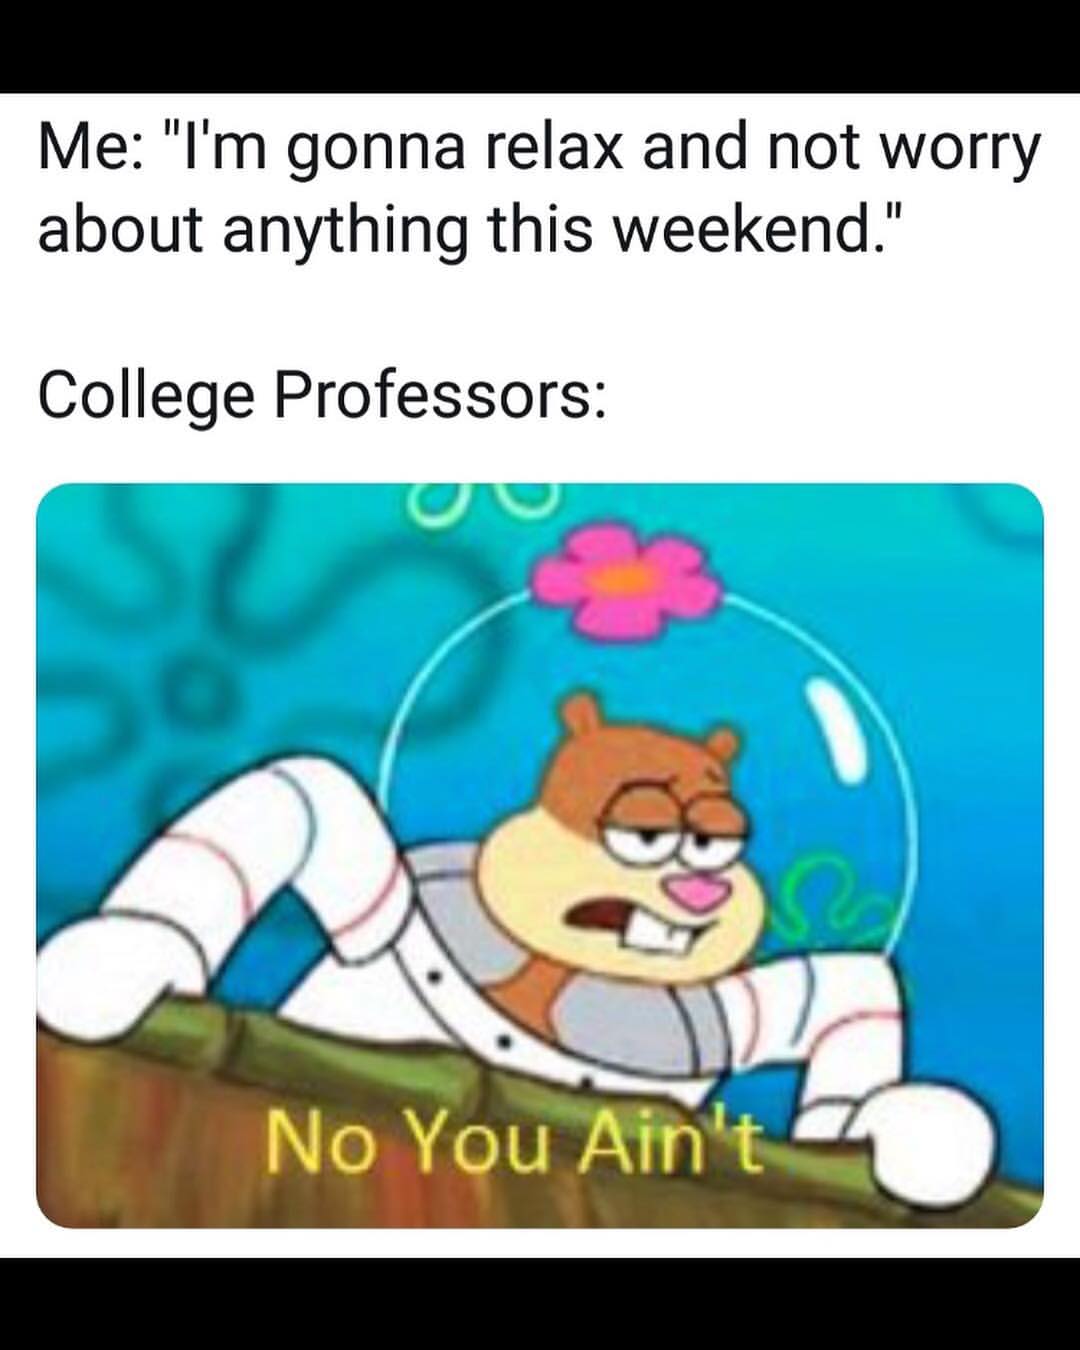 Me: "I'm gonna relax and not worry
about anything this weekend."
College Professors:
No You Ain't